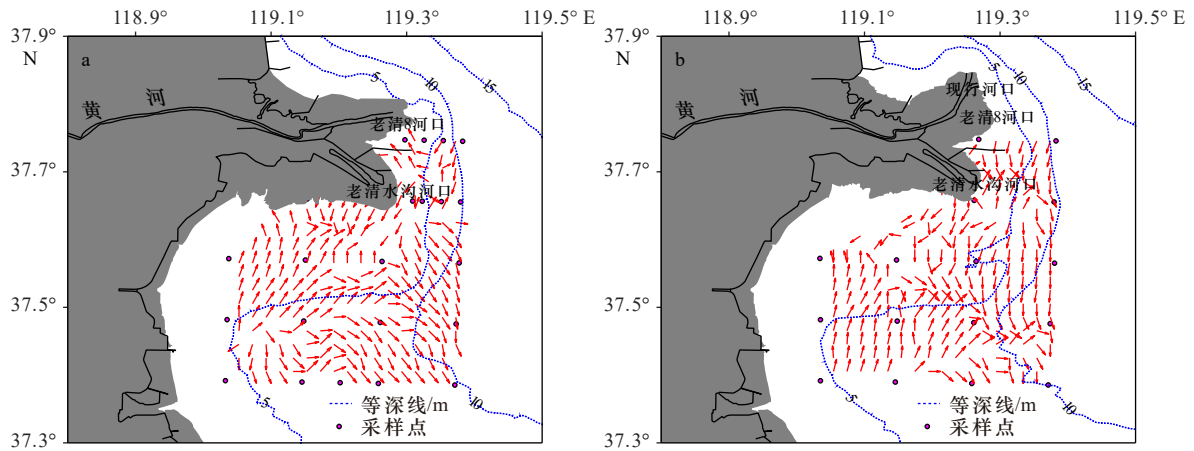 118.9° 119.1° 119.3° 119.5° E 118.9° 119.1° 119.3° 119.5° E
37.9° 37.9°
N a N b
5 10 15
5 10 15
现行河口
黄河 老清8河口
黄河 老清8河口
37.7° 37.7°
老清水沟河口 老清水沟河口
37.5° 37.5°
5 等深线/m 10
5 等深线/m 10
采样点 采样点
37.3° 37.3°